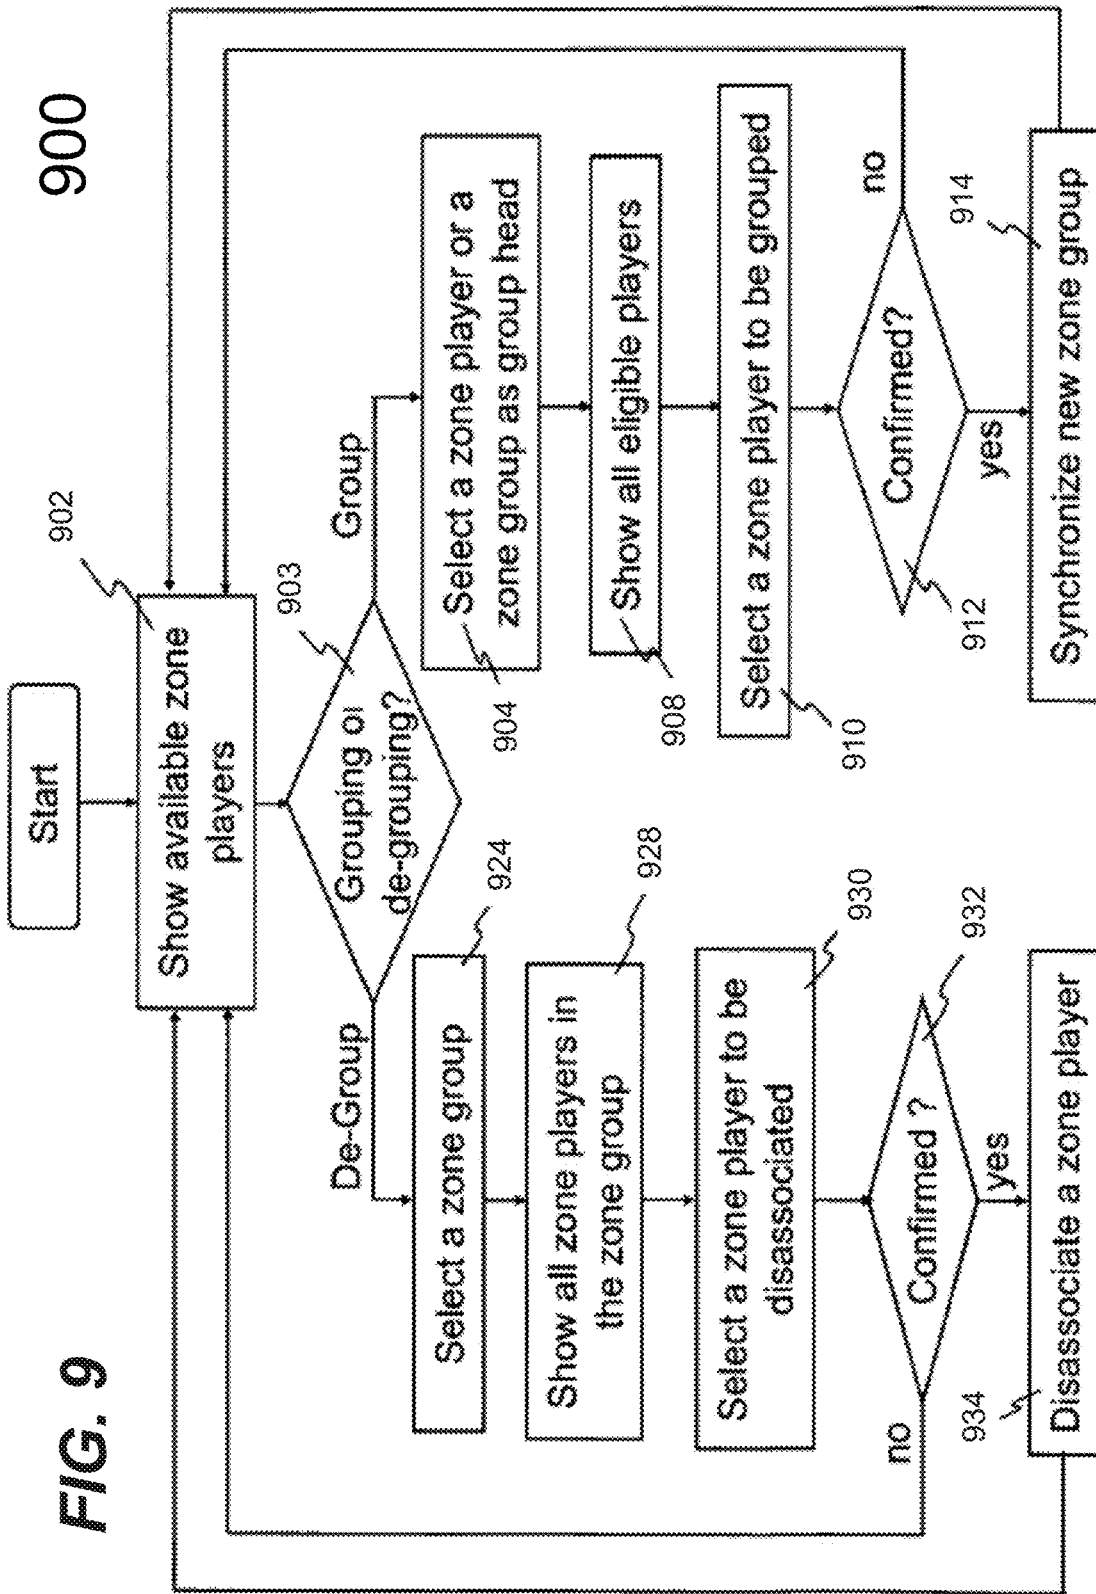 FIG. 9
900
Start
902
Show available zone
players
903
Grouping or
de-grouping?
De-Group
Group
924
Select a zone group
904
Select a zone player or a
zone group as group head
928
Show all zone players in
the zone group
908
Show all eligible players
930
Select a zone player to be
disassociated
910
Select a zone player to be grouped
932
Confirmed ?
no
yes
912
Confirmed?
no
yes
934
Disassociate a zone player
914
Synchronize new zone group